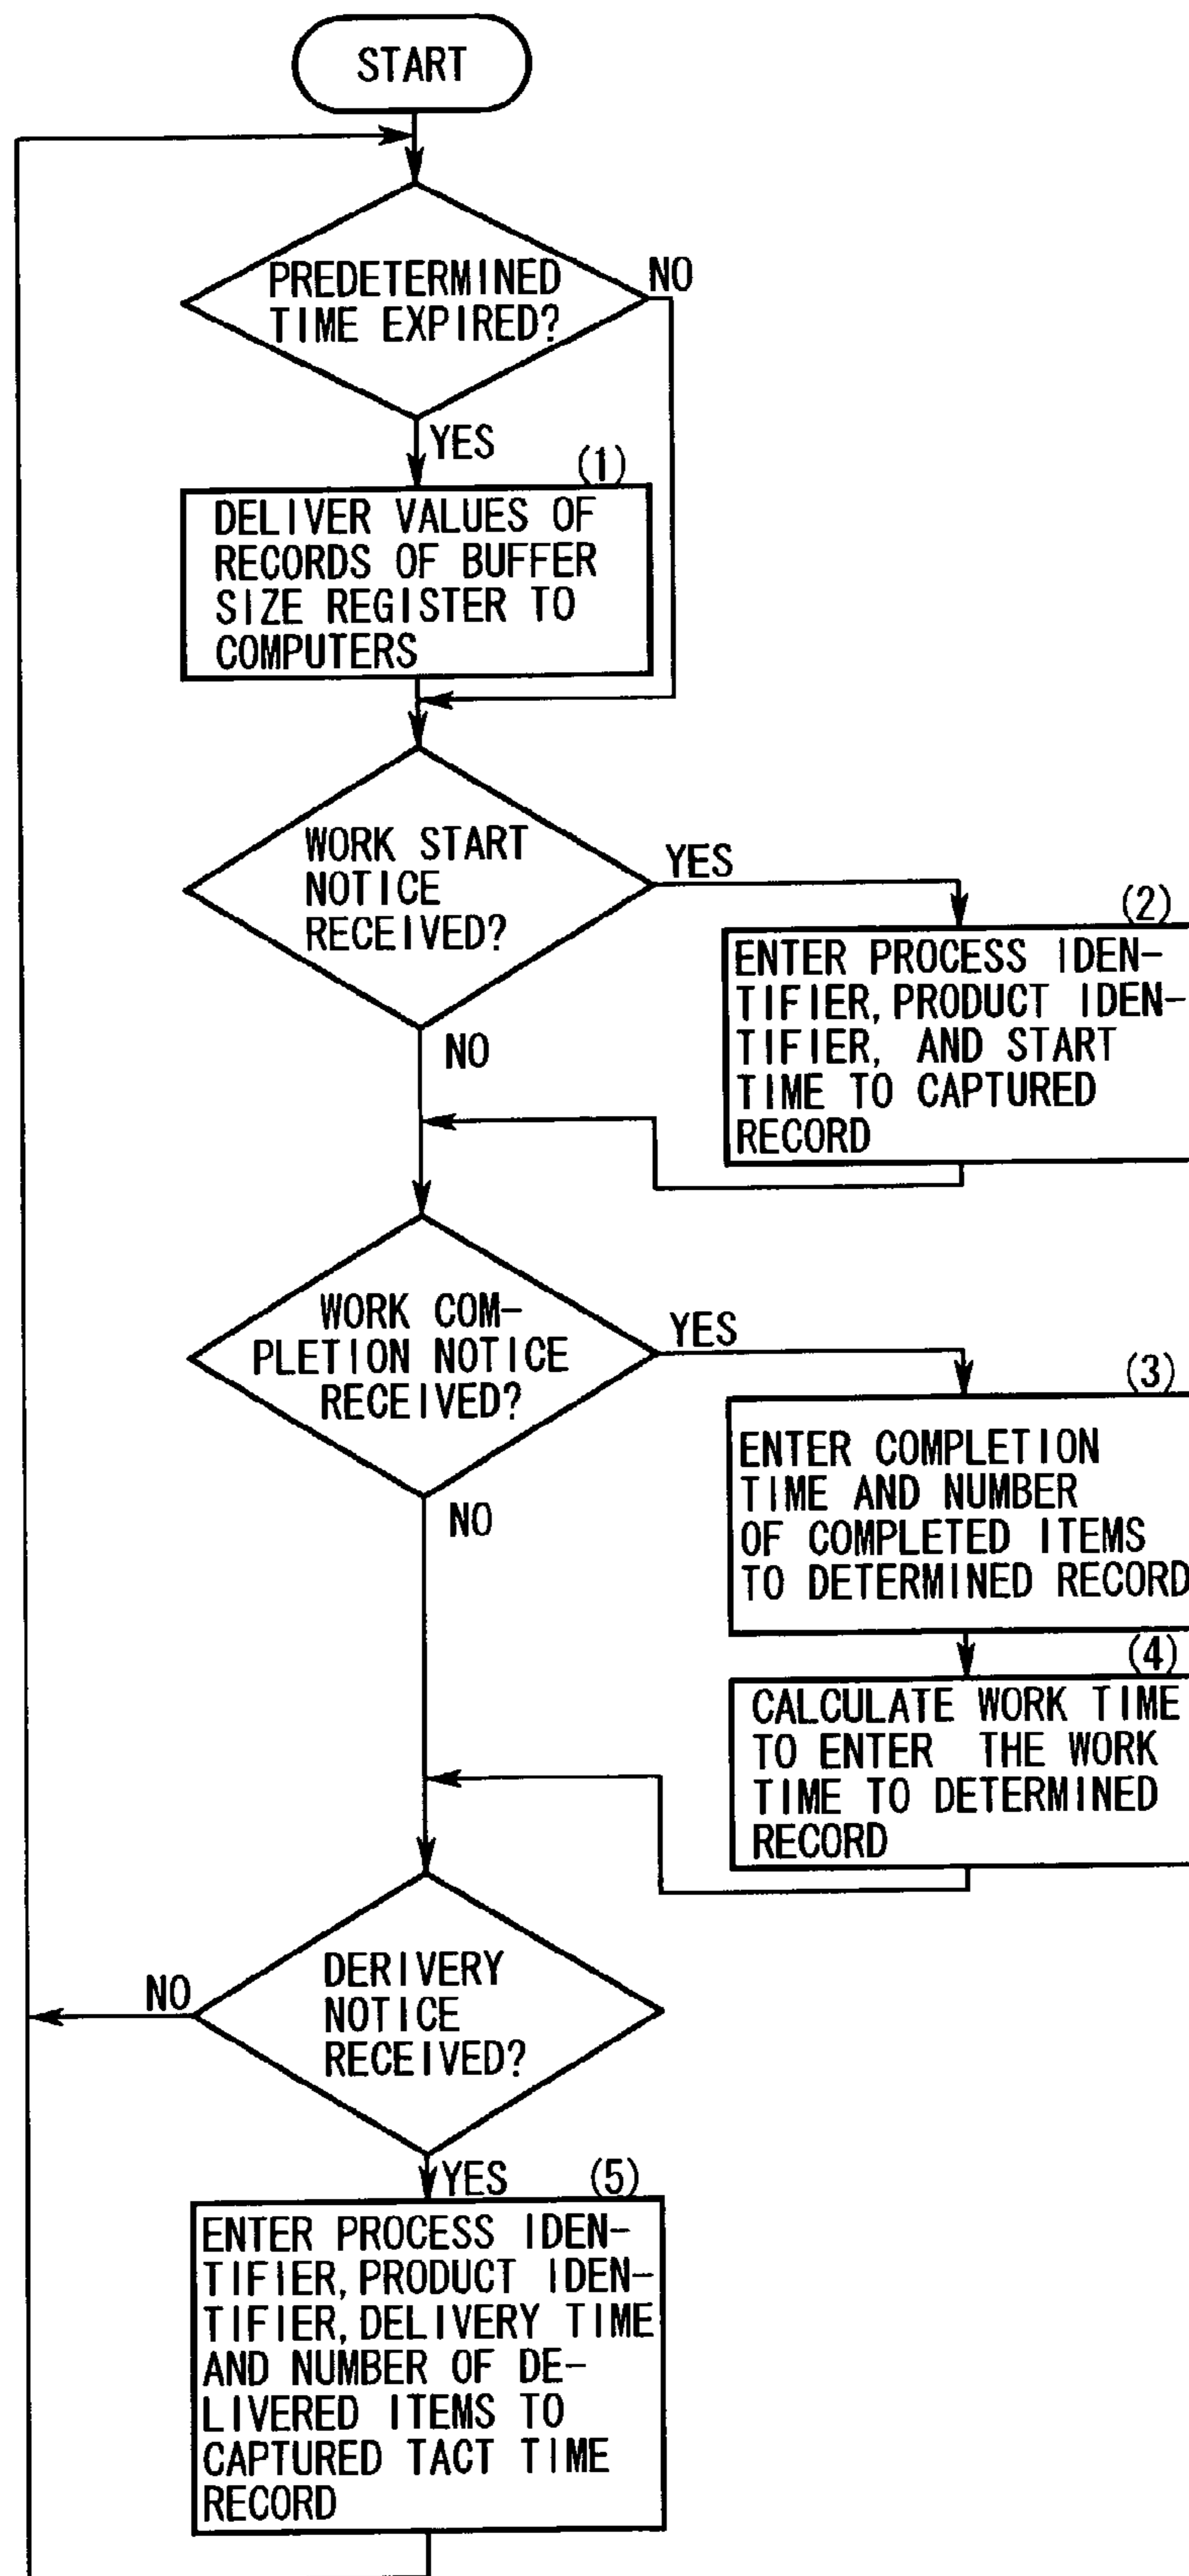 START
PREDETERMINED
TIME EXPIRED?
NO
YES
(1)
DELIVER VALUES OF
RECORDS OF BUFFER
SIZE REGISTER TO
COMPUTERS
WORK START
NOTICE
RECEIVED?
YES
NO
(2)
ENTER PROCESS IDEN-
TIFIER, PRODUCT IDEN-
TIFIER, AND START
TIME TO CAPTURED
RECORD
WORK COM-
PLETION NOTICE
RECEIVED?
YES
NO
(3)
ENTER COMPLETION
TIME AND NUMBER
OF COMPLETED ITEMS
TO DETERMINED RECORD
(4)
CALCULATE WORK TIME
TO ENTER THE WORK
TIME TO DETERMINED
RECORD
DERIVERY
NOTICE
RECEIVED?
NO
YES
(5)
ENTER PROCESS IDEN-
TIFIER, PRODUCT IDEN-
TIFIER, DELIVERY TIME
AND NUMBER OF DE-
LIVERED ITEMS TO
CAPTURED TACT TIME
RECORD